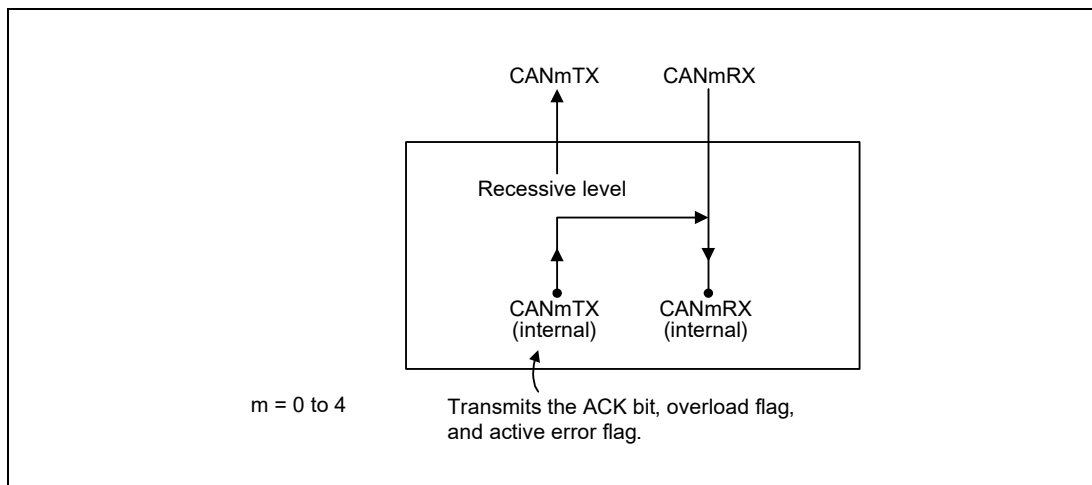 CANmTX CANmRX
Recessive level
CANmTX
(internal)
CANmRX
(internal)
m = 0 to 4
Transmits the ACK bit, overload flag,
and active error flag.